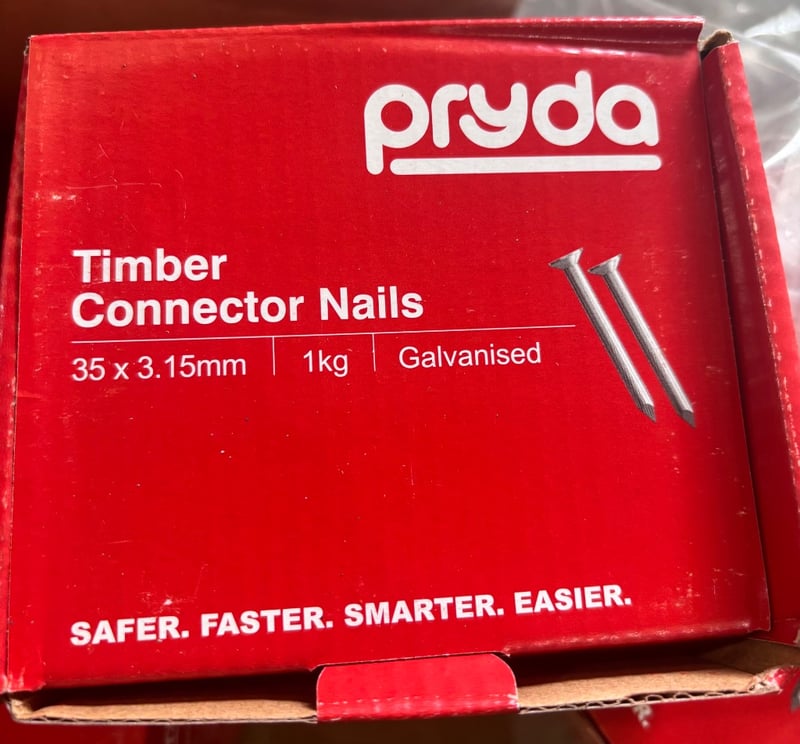 pryda
Timber
Connector Nails
35 x 3.15mm | 1kg | Galvanised
SAFER. FASTER. SMARTER. EASIER.